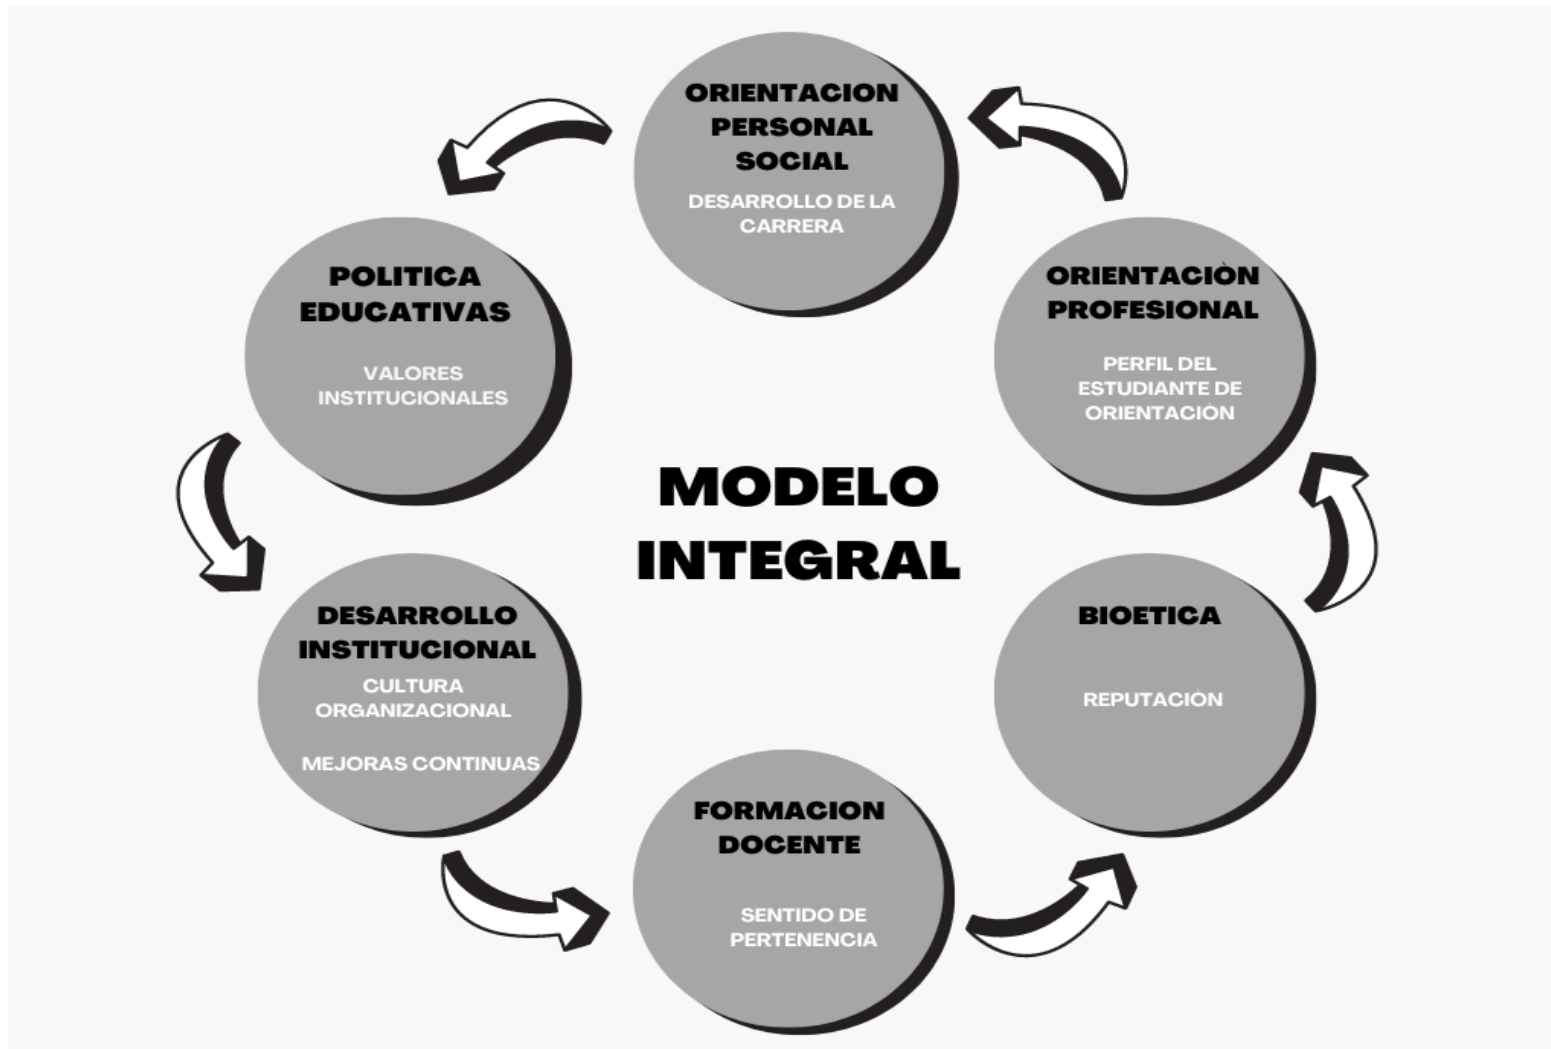 ORIENTACION
PERSONAL
SOCIAL
DESARROLLO DE LA
CARRERA
POLITICA
EDUCATIVAS
VALORES
INSTITUCIONALES
DESARROLLO
INSTITUCIONAL
CULTURA
ORGANIZACIONAL
MEJORAS CONTINUAS
FORMACION
DOCENTE
SENTIDO DE
PERTENENCIA
BIOETICA
REPUTACIÒN
ORIENTACIÒN
PROFESIONAL
PERFIL DEL
ESTUDIANTE DE
ORIENTACIÒN
MODELO
INTEGRAL